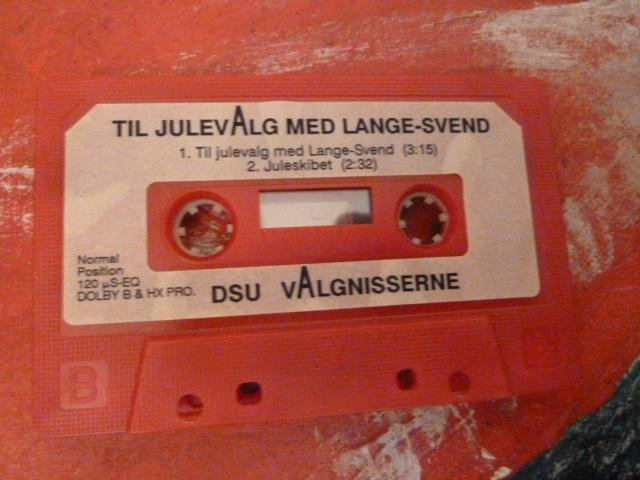 TIL JULEVALG MED LANGE-SVEND
1. Til julevalg med Lange-Svend (3:15)
2. Juleskibet (2:32)
Normal
Position
120 µS-EQ
DOLBY B & HX PRO.
DSU VALGNISSERNE
B